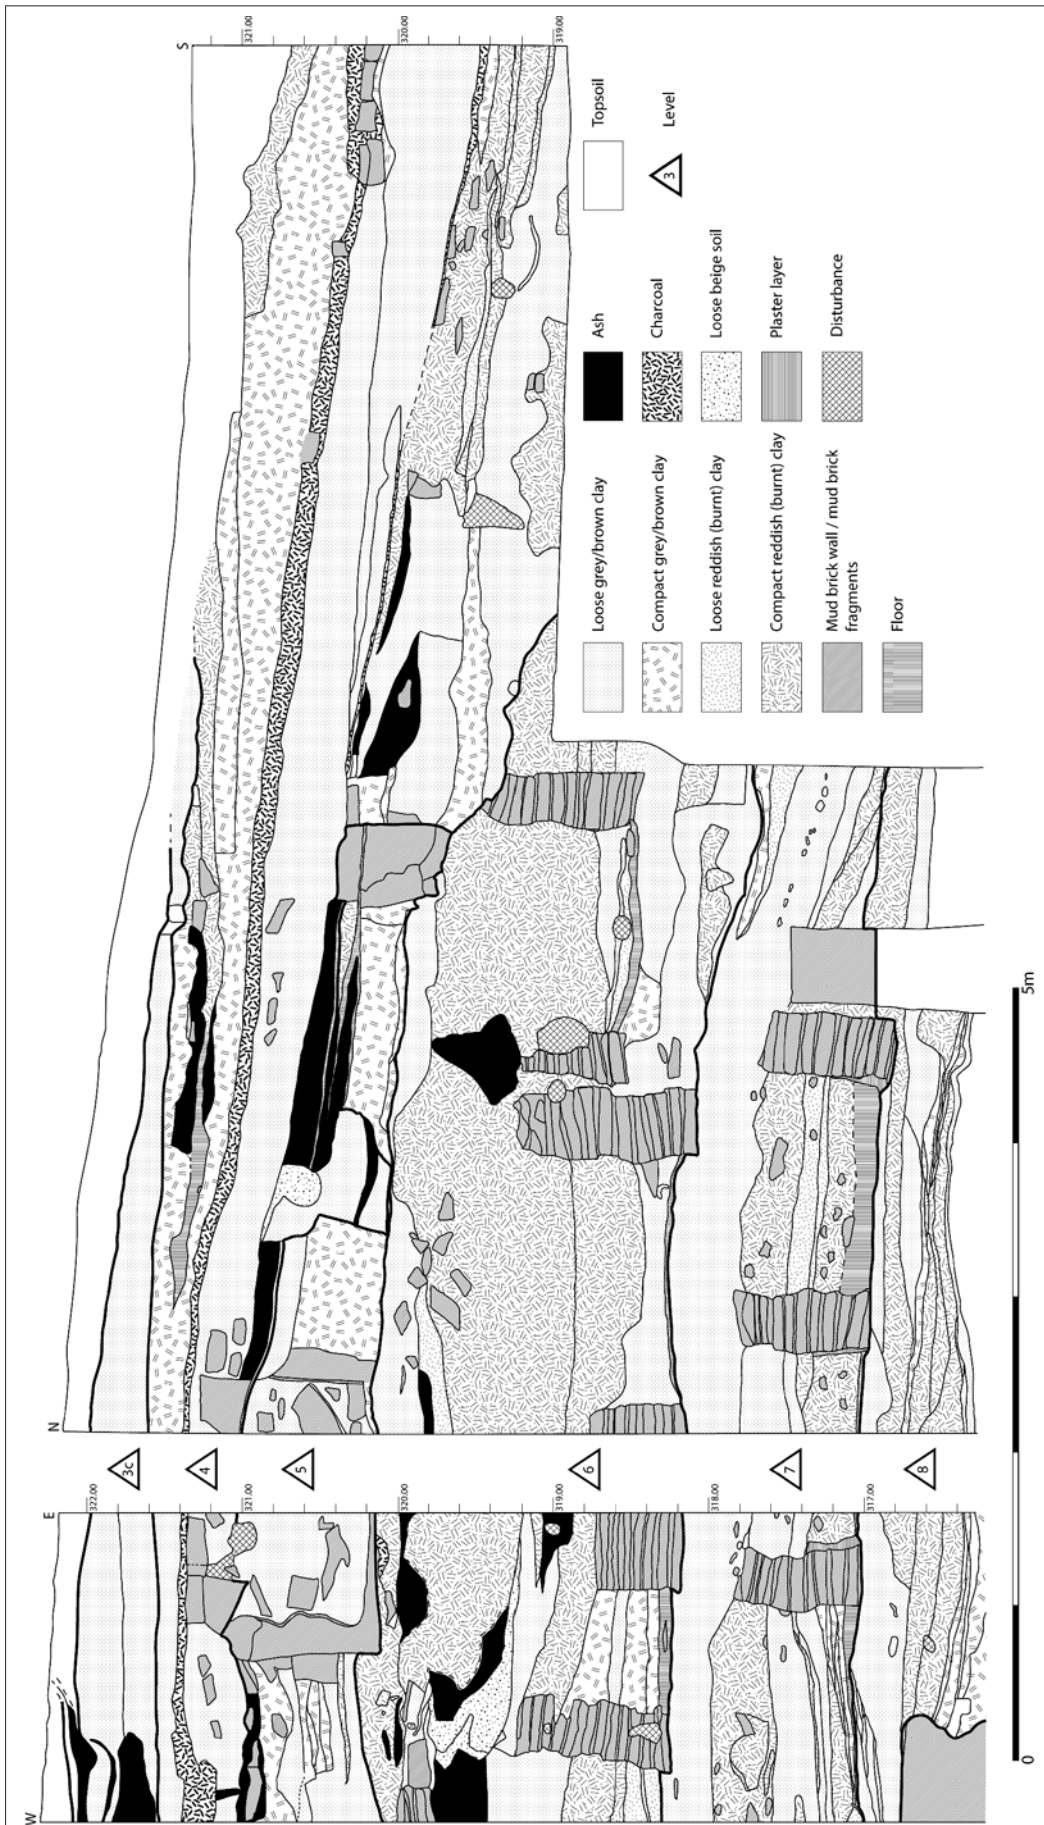 W
E
N
S
322.00
321.00
320.00
319.00
318.00
317.00
3c
4
5
6
7
8
321.00
320.00
319.00
Loose grey/brown clay
Compact grey/brown clay
Loose reddish (burnt) clay
Compact reddish (burnt) clay
Mud brick wall / mud brick
fragments
Floor
Ash
Charcoal
Loose beige soil
Plaster layer
Disturbance
Topsoil
3
Level
0
5m